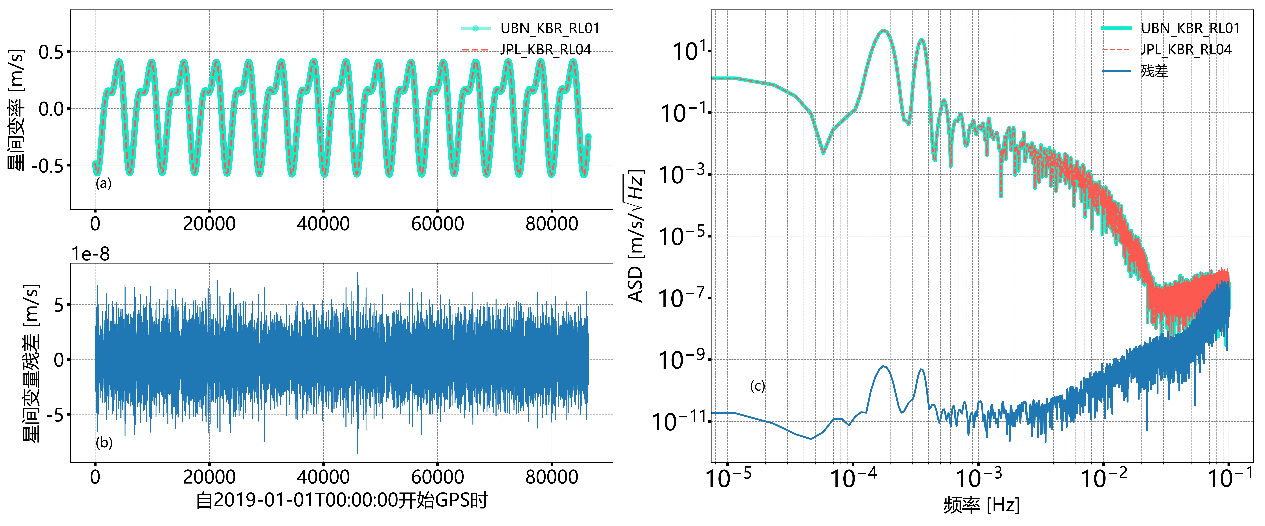 UBN_KBR_RL01
JPL_KBR_RL04
星间变率 [m/s]
0.5
0.0
-0.5
(a)
0
20000
40000
60000
80000
1e-8
星间变量残差 [m/s]
5
0
-5
(b)
0
20000
40000
60000
80000
自2019-01-01T00:00:00开始GPS时
UBN_KBR_RL01
JPL_KBR_RL04
残差
ASD [m/s/√Hz]
10¹
10⁻¹
10⁻³
10⁻⁵
10⁻⁷
10⁻⁹
10⁻¹¹
(c)
10⁻⁵
10⁻⁴
10⁻³
10⁻²
10⁻¹
频率 [Hz]